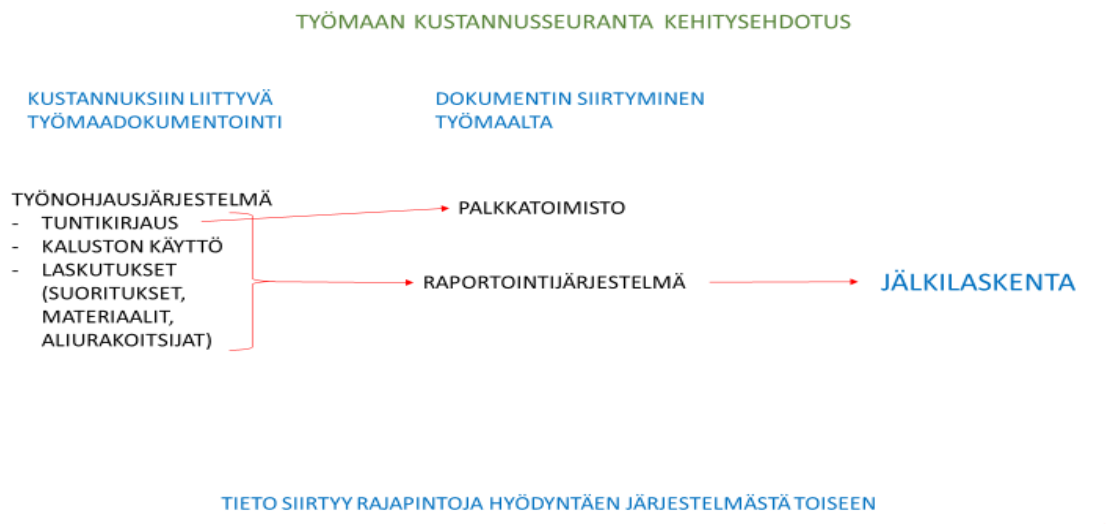 TYÖMAAN KUSTANNUSSEURANTA KEHITYSEHDOTUS
KUSTANNUKSIIN LIITTYVÄ
TYÖMAADOKUMENTOINTI
DOKUMENTIN SIIRTYMINEN
TYÖMAALTA
TYÖNOHJAUSJÄRJESTELMÄ
- TUNTIKIRJAUS
- KALUSTON KÄYTTÖ
- LASKUTUKSET
(SUORITUKSET,
MATERIAALIT,
ALIURAKOITSIJAT)
PALKKATOIMISTO
RAPORTOINTIJÄRJESTELMÄ
JÄLKILASKENTA
TIETO SIIRTYY RAJAPINTOJA HYÖDYNTÄEN JÄRJESTELMÄSTÄ TOISEEN